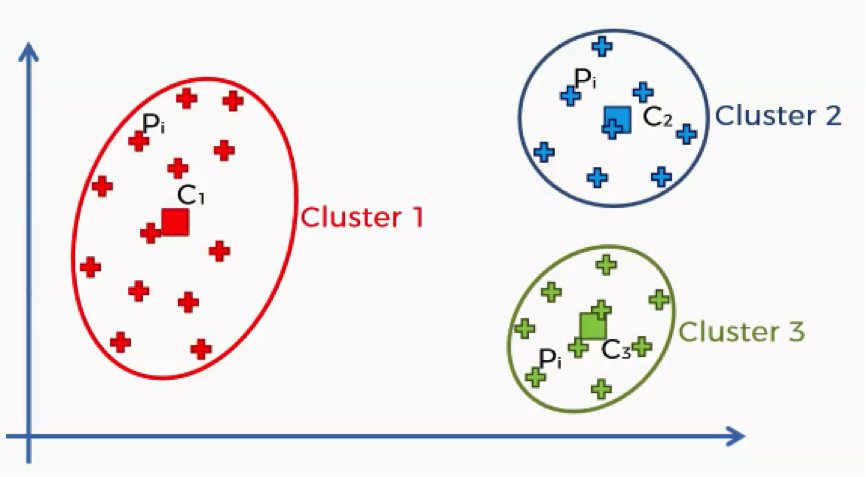 Pi
C₁
Cluster 1
Pi
C₂
Cluster 2
Pi
C₃
Cluster 3